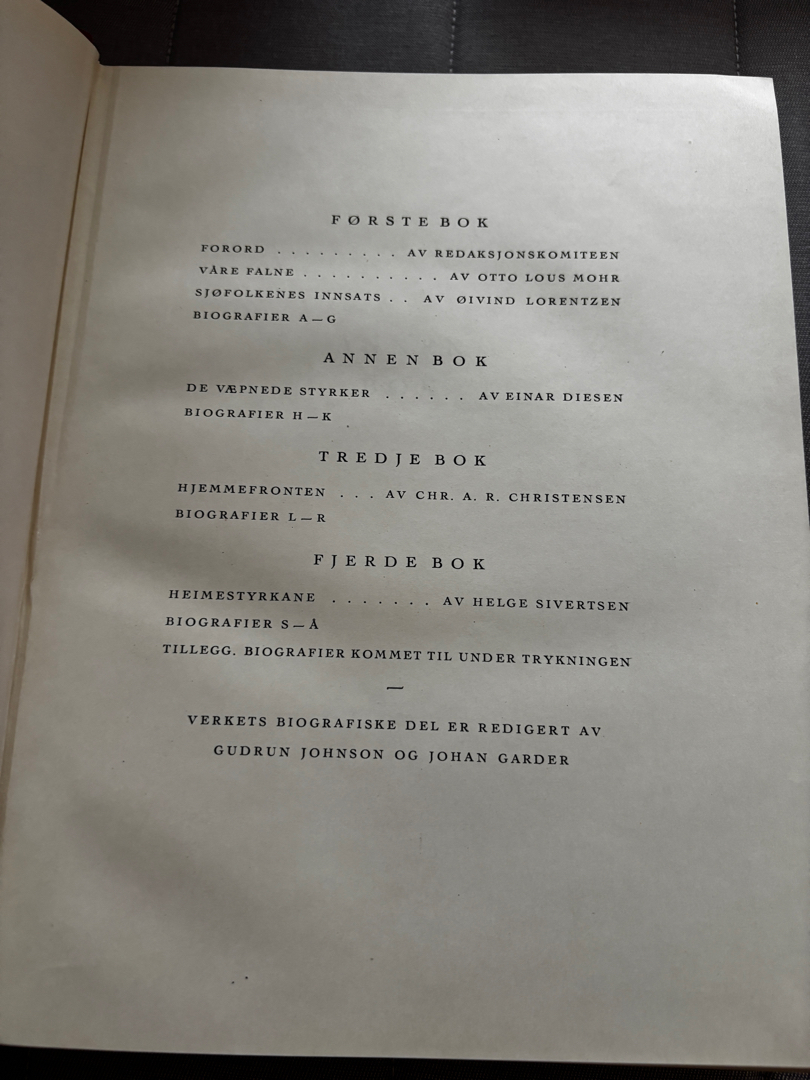 FØRSTE BOK
FORORD . . . . . . . . . AV REDAKSJONSKOMITEEN
VÅRE FALNE . . . . . . . . . . AV OTTO LOUS MOHR
SJØFOLKENES INNSATS . . AV ØIVIND LORENTZEN
BIOGRAFIER A—G
ANNEN BOK
DE VÆPNEDE STYRKER . . . . . . AV EINAR DIESEN
BIOGRAFIER H—K
TREDJE BOK
HJEMMEFRONTEN . . . AV CHR. A. R. CHRISTENSEN
BIOGRAFIER L—R
FJERDE BOK
HEIMESTYRKANE . . . . . . . AV HELGE SIVERTSEN
BIOGRAFIER S—Å
TILLEGG. BIOGRAFIER KOMMET TIL UNDER TRYKNINGEN
—
VERKETS BIOGRAFISKE DEL ER REDIGERT AV
GUDRUN JOHNSON OG JOHAN GARDER